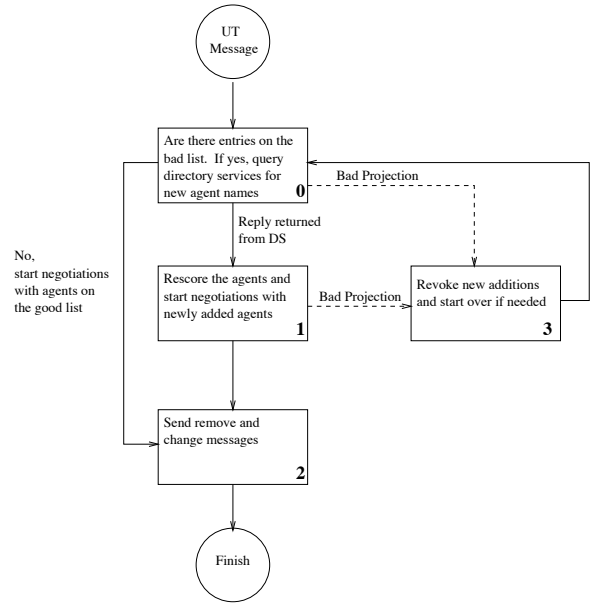 UT
Message
Are there entries on the
bad list.  If yes, query
directory services for
new agent names
0
Bad Projection
Reply returned
from DS
No,
start negotiations
with agents on
the good list
Rescore the agents and
start negotiations with
newly added agents
1
Bad Projection
Revoke new additions
and start over if needed
3
Send remove and
change messages
2
Finish